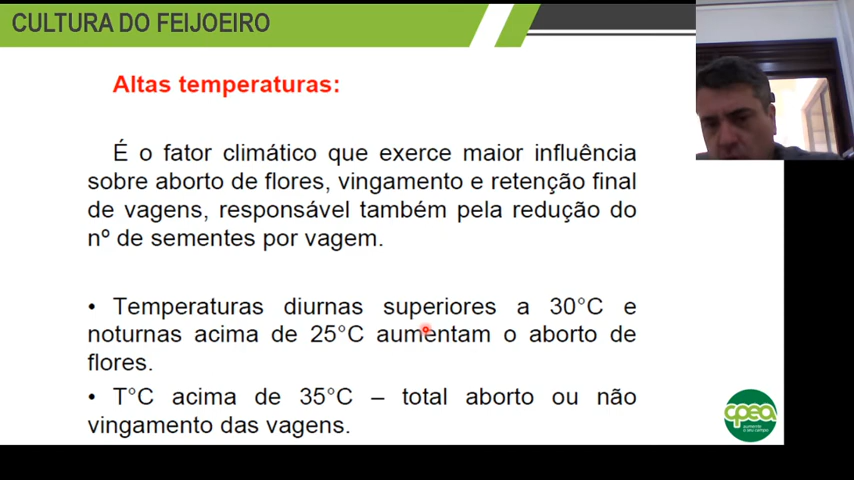 CULTURA DO FEIJOEIRO
Altas temperaturas:
É o fator climático que exerce maior influência
sobre aborto de flores, vingamento e retenção final
de vagens, responsável também pela redução do
nº de sementes por vagem.
• Temperaturas diurnas superiores a 30°C e
noturnas acima de 25°C aumentam o aborto de
flores.
• T°C acima de 35°C – total aborto ou não
vingamento das vagens.
cpea